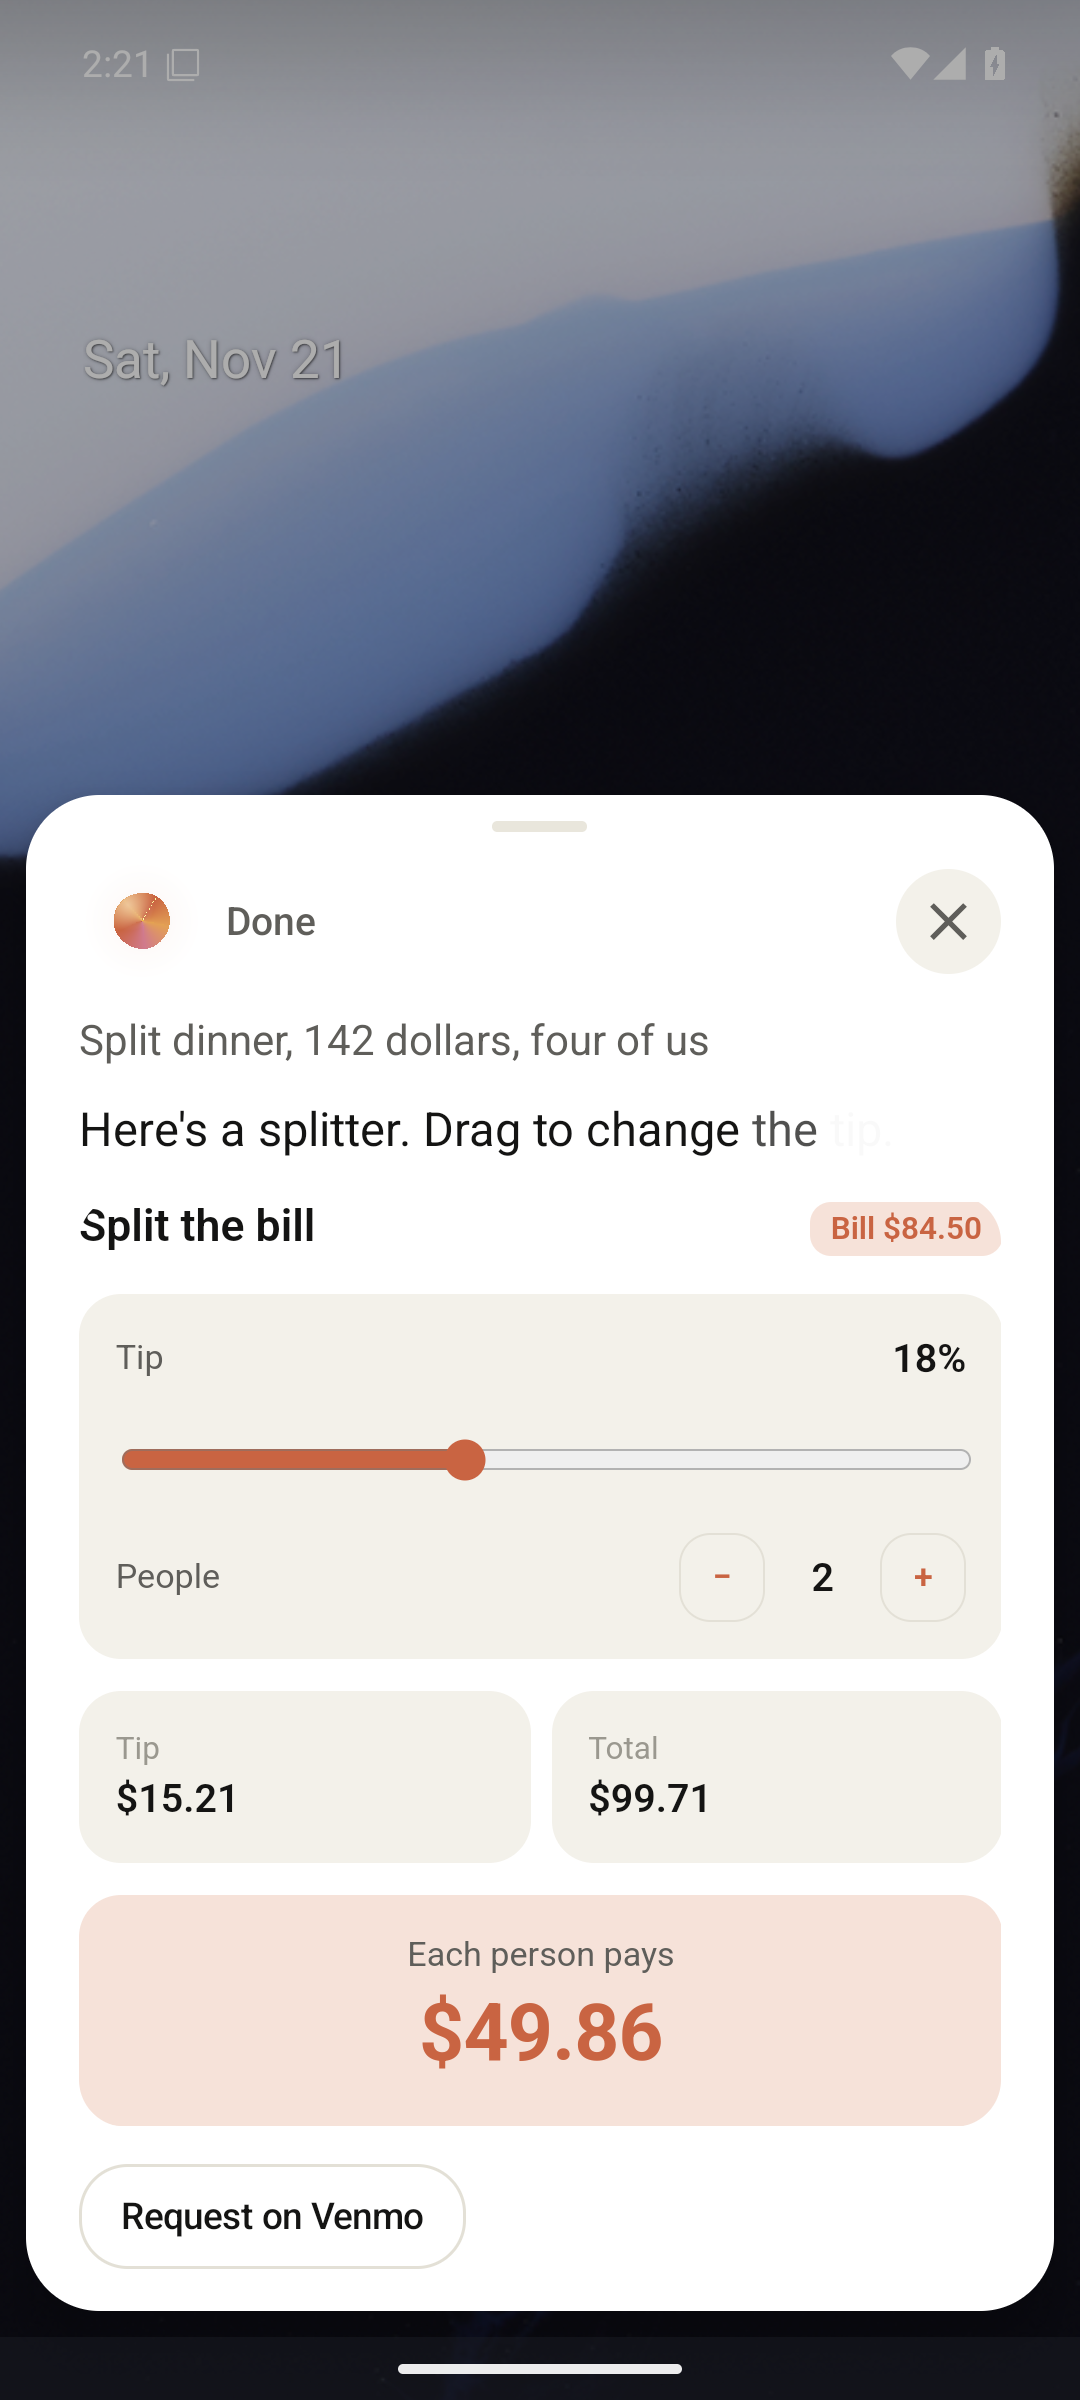 2:21
Sat, Nov 21
Done
Split dinner, 142 dollars, four of us
Here's a splitter. Drag to change the tip.
Split the bill
Bill $84.50
Tip
18%
People
−
2
+
Tip
$15.21
Total
$99.71
Each person pays
$49.86
Request on Venmo